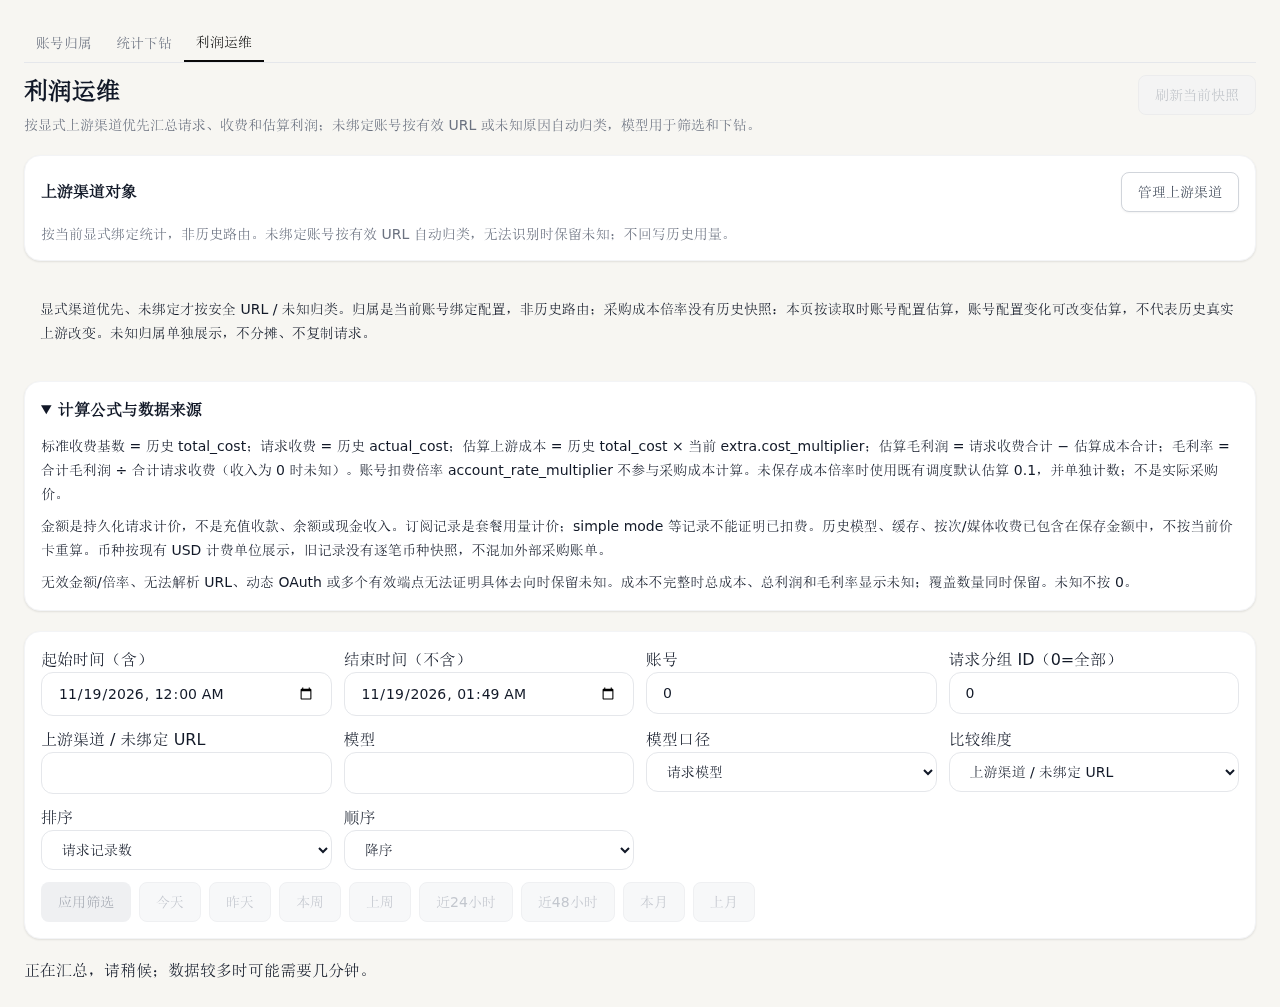 账号归属 统计下钻 利润运维
利润运维
刷新当前快照
按显式上游渠道优先汇总请求、收费和估算利润；未绑定账号按有效 URL 或未知原因自动归类，模型用于筛选和下钻。
上游渠道对象
管理上游渠道
按当前显式绑定统计，非历史路由。未绑定账号按有效 URL 自动归类，无法识别时保留未知；不回写历史用量。
显式渠道优先、未绑定才按安全 URL / 未知归类。归属是当前账号绑定配置，非历史路由；采购成本倍率没有历史快照：本页按读取时账号配置估算，账号配置变化可改变估算，不代表历史真实
上游改变。未知归属单独展示，不分摊、不复制请求。
▼ 计算公式与数据来源
标准收费基数 = 历史 total_cost；请求收费 = 历史 actual_cost；估算上游成本 = 历史 total_cost × 当前 extra.cost_multiplier；估算毛利润 = 请求收费合计 − 估算成本合计；毛利率 =
合计毛利润 ÷ 合计请求收费（收入为 0 时未知）。账号扣费倍率 account_rate_multiplier 不参与采购成本计算。未保存成本倍率时使用既有调度默认估算 0.1，并单独计数；不是实际采购
价。
金额是持久化请求计价，不是充值收款、余额或现金收入。订阅记录是套餐用量计价；simple mode 等记录不能证明已扣费。历史模型、缓存、按次/媒体收费已包含在保存金额中，不按当前价
卡重算。币种按现有 USD 计费单位展示，旧记录没有逐笔币种快照，不混加外部采购账单。
无效金额/倍率、无法解析 URL、动态 OAuth 或多个有效端点无法证明具体去向时保留未知。成本不完整时总成本、总利润和毛利率显示未知；覆盖数量同时保留。未知不按 0。
起始时间（含） 结束时间（不含） 账号 请求分组 ID（0=全部）
11/19/2026, 12:00 AM 11/19/2026, 01:49 AM 0 0
上游渠道 / 未绑定 URL 模型 模型口径 比较维度
请求模型 上游渠道 / 未绑定 URL
排序 顺序
请求记录数 降序
应用筛选 今天 昨天 本周 上周 近24小时 近48小时 本月 上月
正在汇总，请稍候；数据较多时可能需要几分钟。